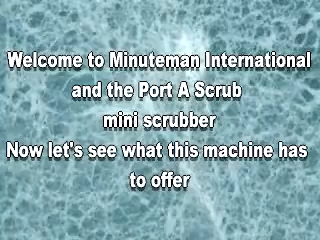 Welcome to Minuteman International
and the Port A Scrub
mini scrubber
Now let's see what this machine has
to offer